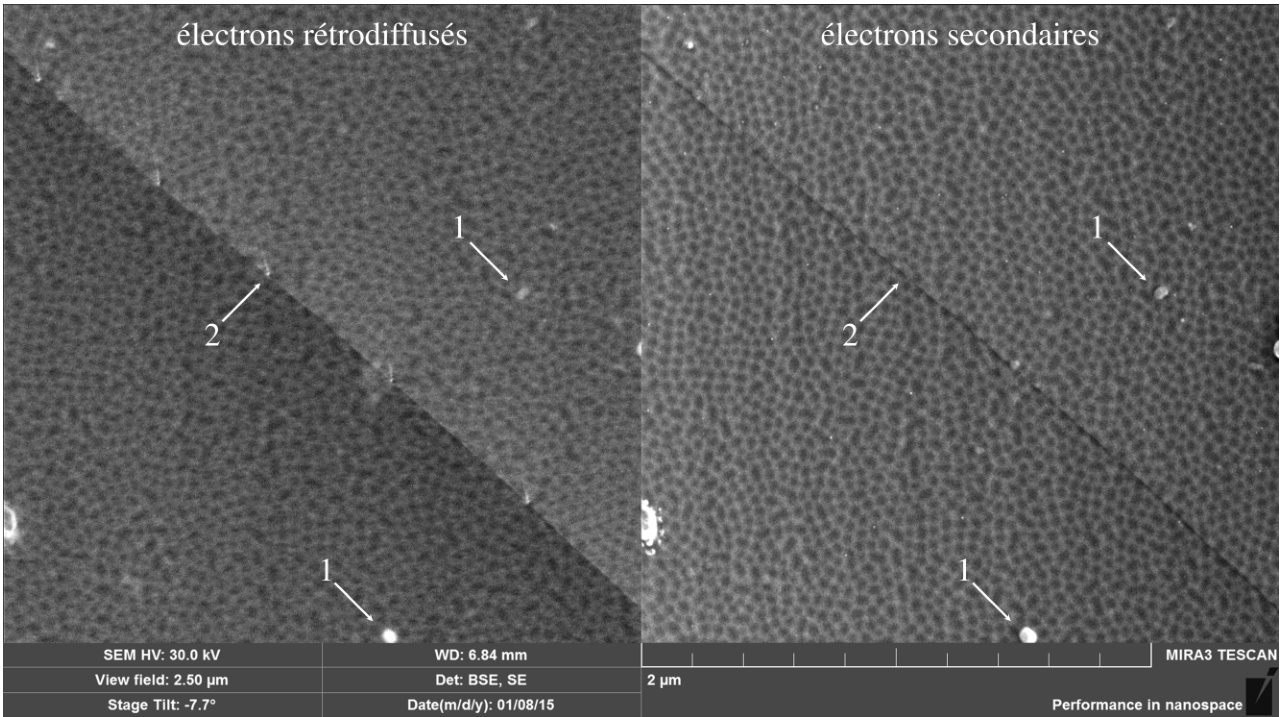 électrons rétrodiffusés
électrons secondaires
1
1
2
2
1
1
SEM HV: 30.0 kV
WD: 6.84 mm
MIRA3 TESCAN
View field: 2.50 µm
Det: BSE, SE
2 µm
Stage Tilt: -7.7°
Date(m/d/y): 01/08/15
Performance in nanospace